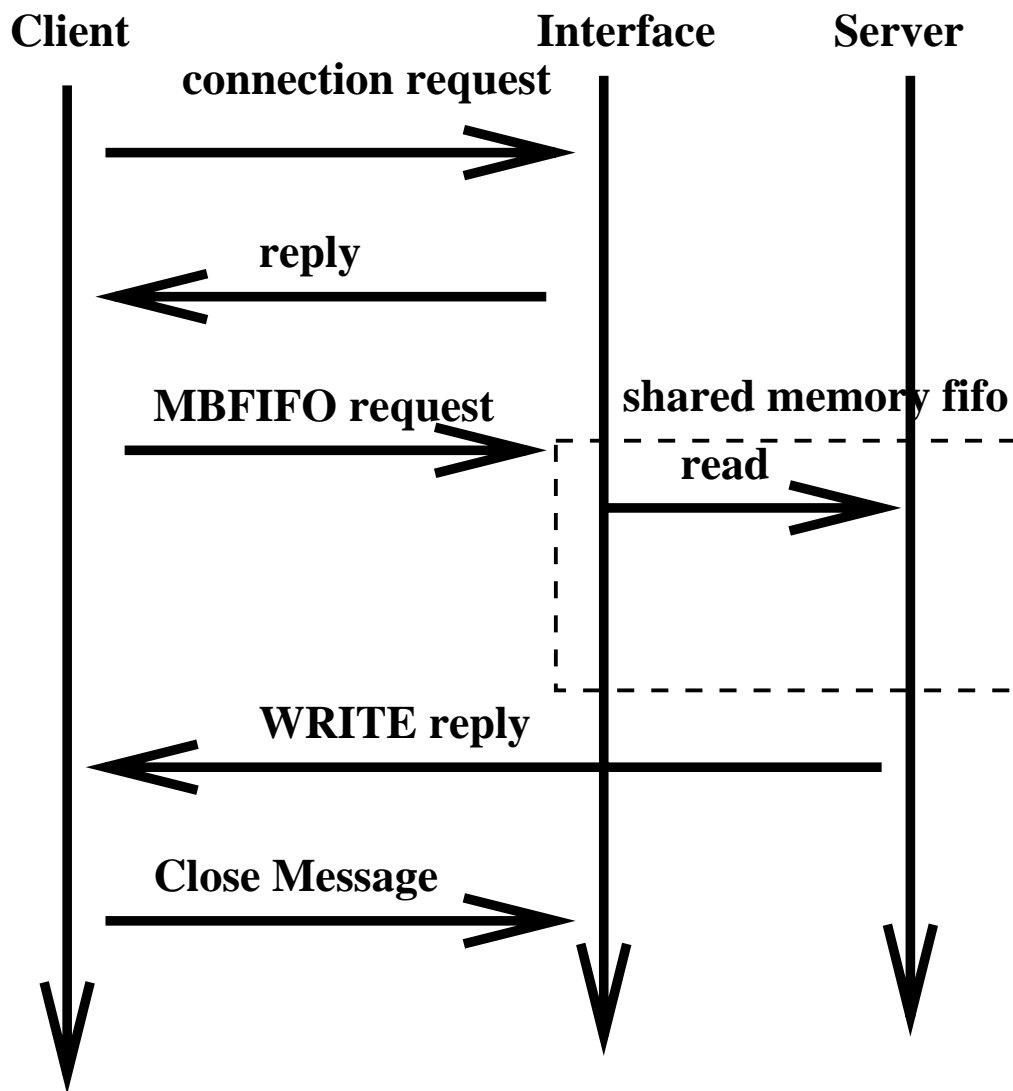 Client
Interface
Server
connection request
reply
MBFIFO request
shared memory fifo
read
WRITE reply
Close Message